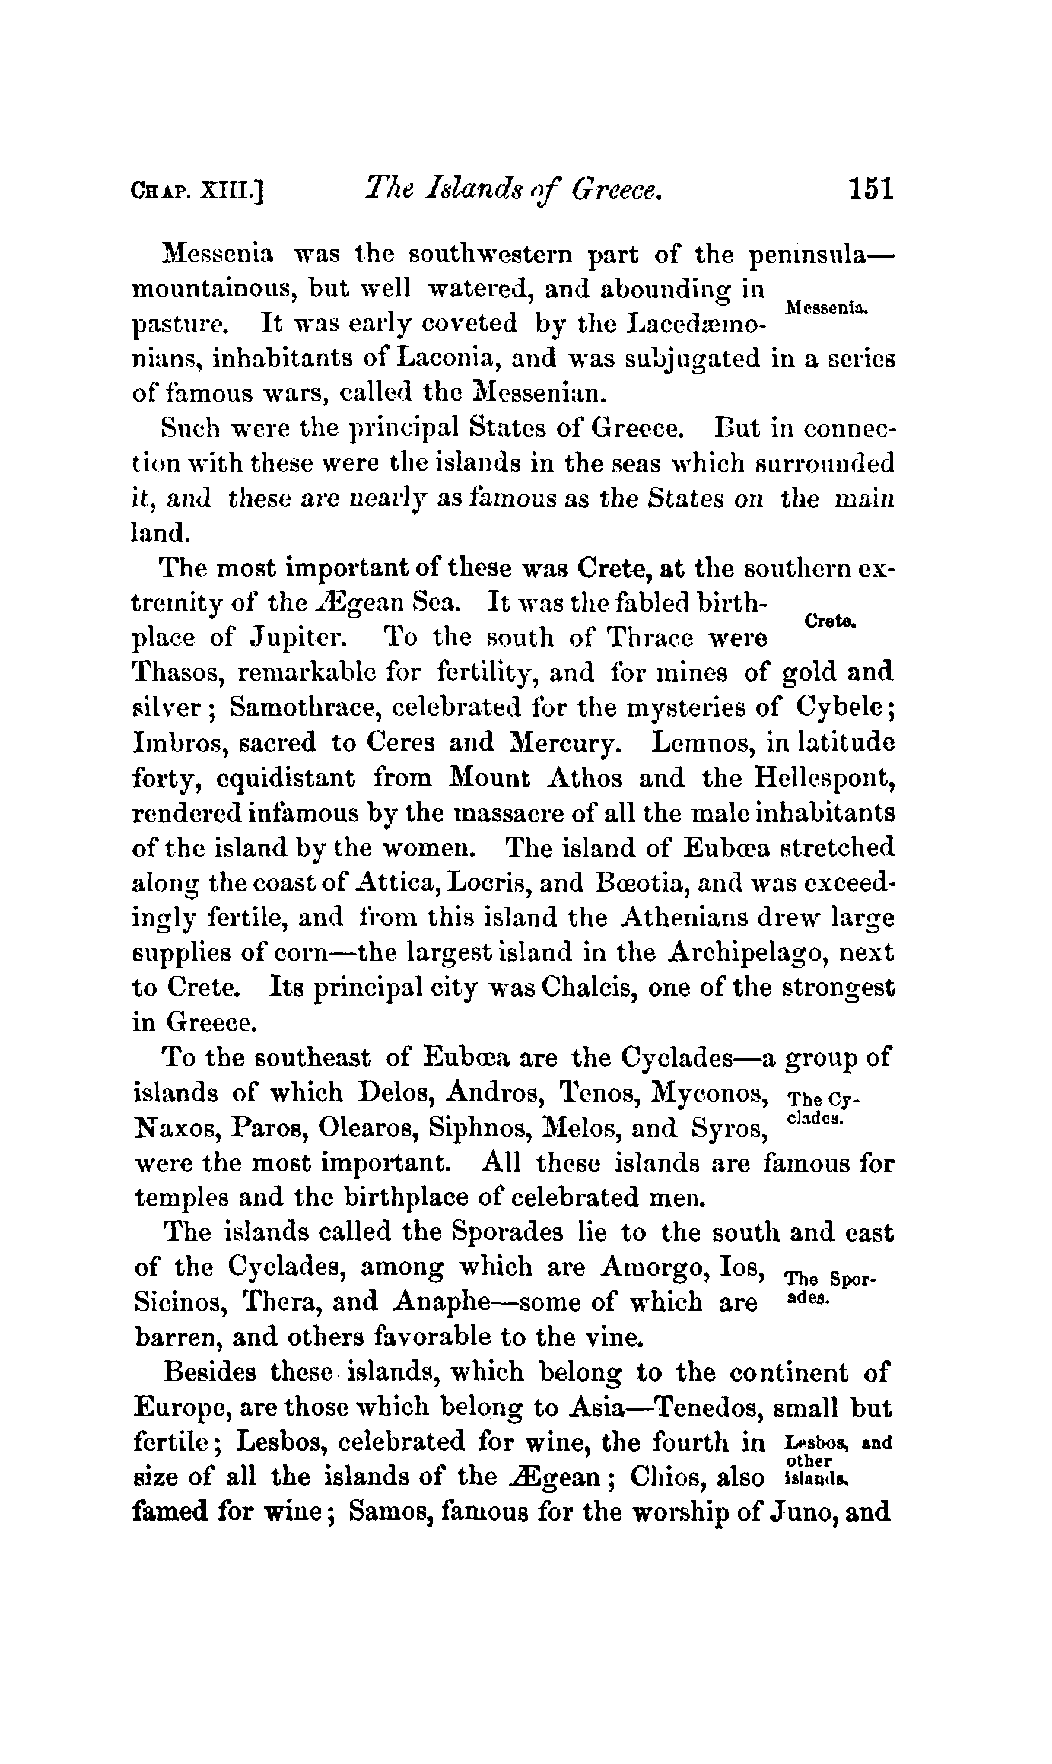 CHAP. XIII.] The Islands of Greece. 151
Messenia was the southwestern part of the peninsula—
mountainous, but well watered, and abounding in
Messenia.
pasture. It was early coveted by the Lacedæmo-
nians, inhabitants of Laconia, and was subjugated in a series
of famous wars, called the Messenian.
Such were the principal States of Greece. But in connec-
tion with these were the islands in the seas which surrounded
it, and these are nearly as famous as the States on the main
land.
The most important of these was Crete, at the southern ex-
tremity of the Ægean Sea. It was the fabled birth-
Crete.
place of Jupiter. To the south of Thrace were
Thasos, remarkable for fertility, and for mines of gold and
silver; Samothrace, celebrated for the mysteries of Cybele;
Imbros, sacred to Ceres and Mercury. Lemnos, in latitude
forty, equidistant from Mount Athos and the Hellespont,
rendered infamous by the massacre of all the male inhabitants
of the island by the women. The island of Eubœa stretched
along the coast of Attica, Locris, and Bœotia, and was exceed-
ingly fertile, and from this island the Athenians drew large
supplies of corn—the largest island in the Archipelago, next
to Crete. Its principal city was Chalcis, one of the strongest
in Greece.
To the southeast of Eubœa are the Cyclades—a group of
islands of which Delos, Andros, Tenos, Myconos,
The Cy-
Naxos, Paros, Olearos, Siphnos, Melos, and Syros,
clades.
were the most important. All these islands are famous for
temples and the birthplace of celebrated men.
The islands called the Sporades lie to the south and east
of the Cyclades, among which are Amorgo, Ios,
The Spor-
Sicinos, Thera, and Anaphe—some of which are
ades.
barren, and others favorable to the vine.
Besides these islands, which belong to the continent of
Europe, are those which belong to Asia—Tenedos, small but
fertile; Lesbos, celebrated for wine, the fourth in
Lesbos, and
other
size of all the islands of the Ægean; Chios, also
islands.
famed for wine; Samos, famous for the worship of Juno, and